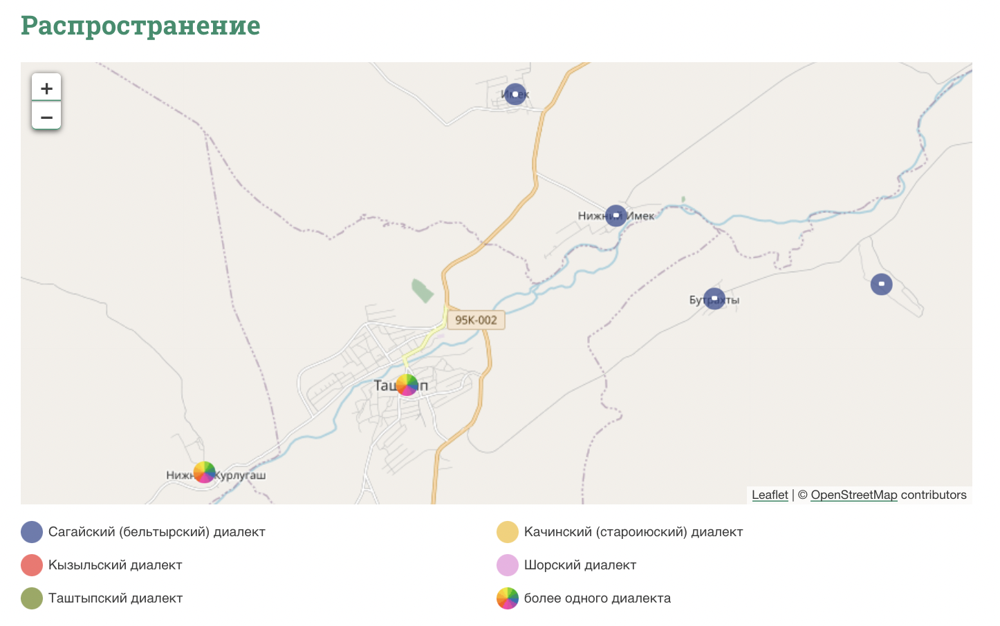 Распространение
+
−
Имек
Нижний Имек
Бутрахты
95К-002
Таштып
Нижний Курлугаш
Leaflet | © OpenStreetMap contributors
Сагайский (бельтырский) диалект
Кызыльский диалект
Таштыпский диалект
Качинский (староиюский) диалект
Шорский диалект
более одного диалекта